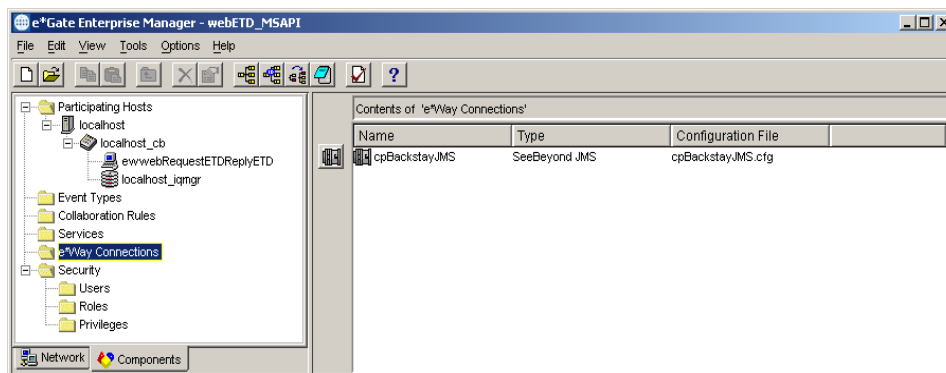 e*Gate Enterprise Manager - webETD_MSAPI
File Edit View Tools Options Help
Participating Hosts
localhost
localhost_cb
ewwebRequestETDReplyETD
localhost_iqmgr
Event Types
Collaboration Rules
Services
e*Way Connections
Security
Users
Roles
Privileges
Network Components
Contents of 'e*Way Connections'
Name Type Configuration File
cpBackstayJMS SeeBeyond JMS cpBackstayJMS.cfg